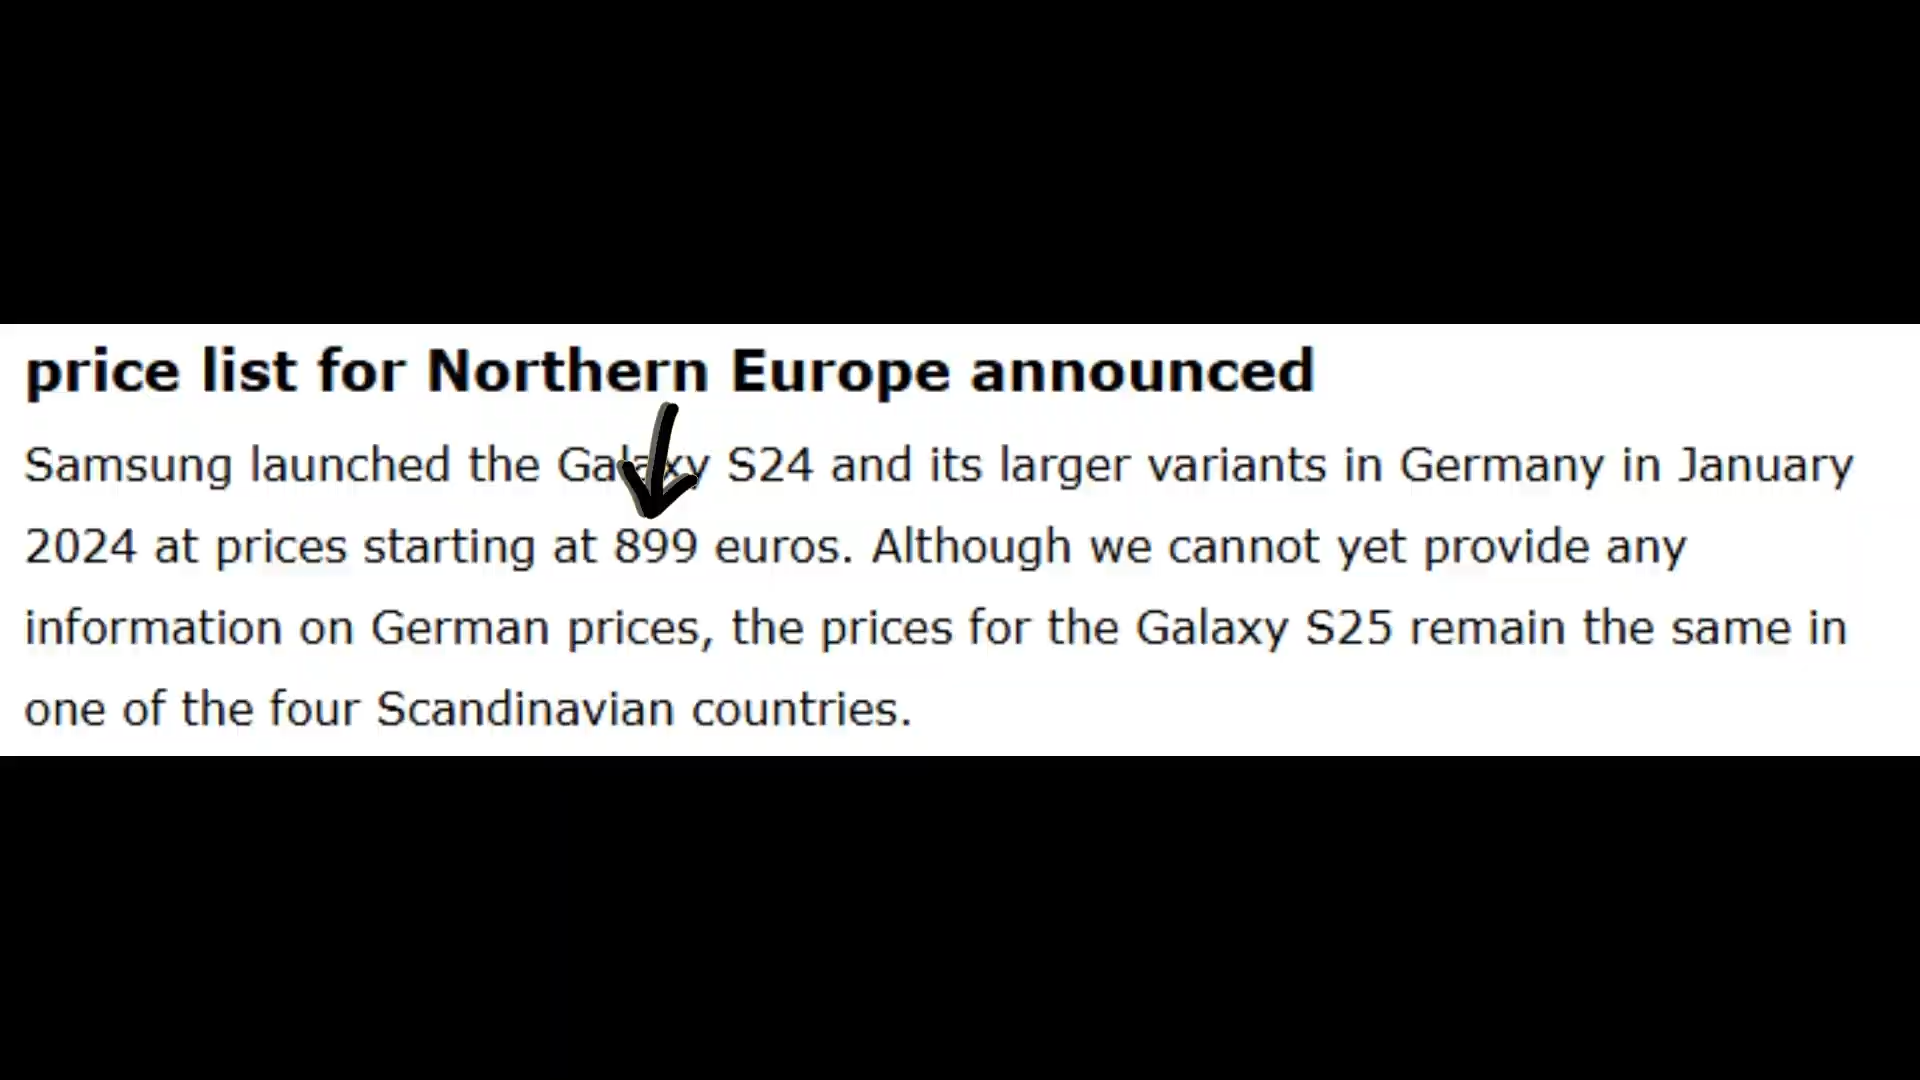 price list for Northern Europe announced
Samsung launched the Galaxy S24 and its larger variants in Germany in January
2024 at prices starting at 899 euros. Although we cannot yet provide any
information on German prices, the prices for the Galaxy S25 remain the same in
one of the four Scandinavian countries.